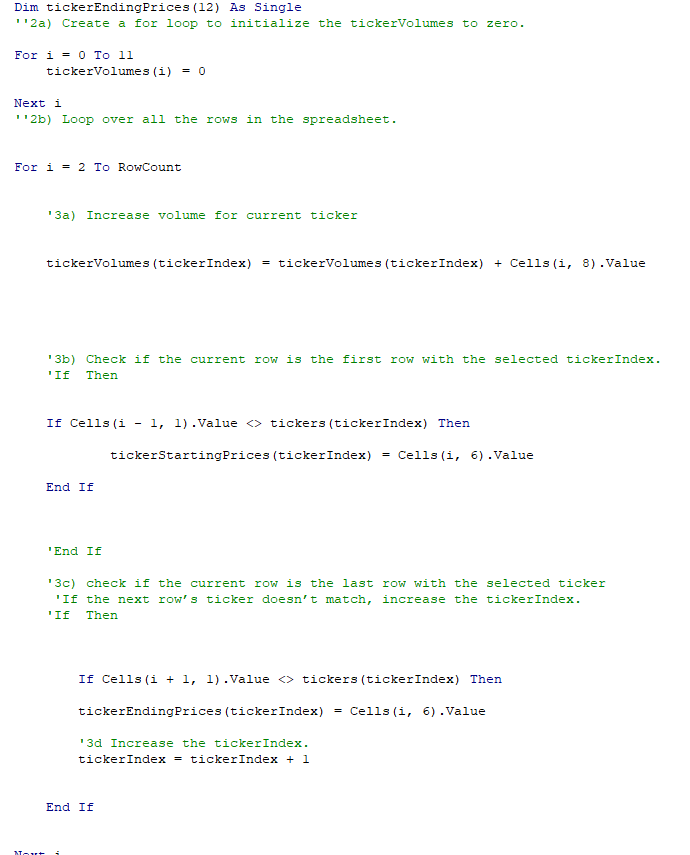 Dim tickerEndingPrices(12) As Single
''2a) Create a for loop to initialize the tickerVolumes to zero.
For i = 0 To 11
tickerVolumes(i) = 0
Next i
''2b) Loop over all the rows in the spreadsheet.
For i = 2 To RowCount
'3a) Increase volume for current ticker
tickerVolumes(tickerIndex) = tickerVolumes(tickerIndex) + Cells(i, 8).Value
'3b) Check if the current row is the first row with the selected tickerIndex.
'If  Then
If Cells(i - 1, 1).Value <> tickers(tickerIndex) Then
tickerStartingPrices(tickerIndex) = Cells(i, 6).Value
End If
'End If
'3c) check if the current row is the last row with the selected ticker
'If the next row’s ticker doesn’t match, increase the tickerIndex.
'If  Then
If Cells(i + 1, 1).Value <> tickers(tickerIndex) Then
tickerEndingPrices(tickerIndex) = Cells(i, 6).Value
'3d Increase the tickerIndex.
tickerIndex = tickerIndex + 1
End If
Next i